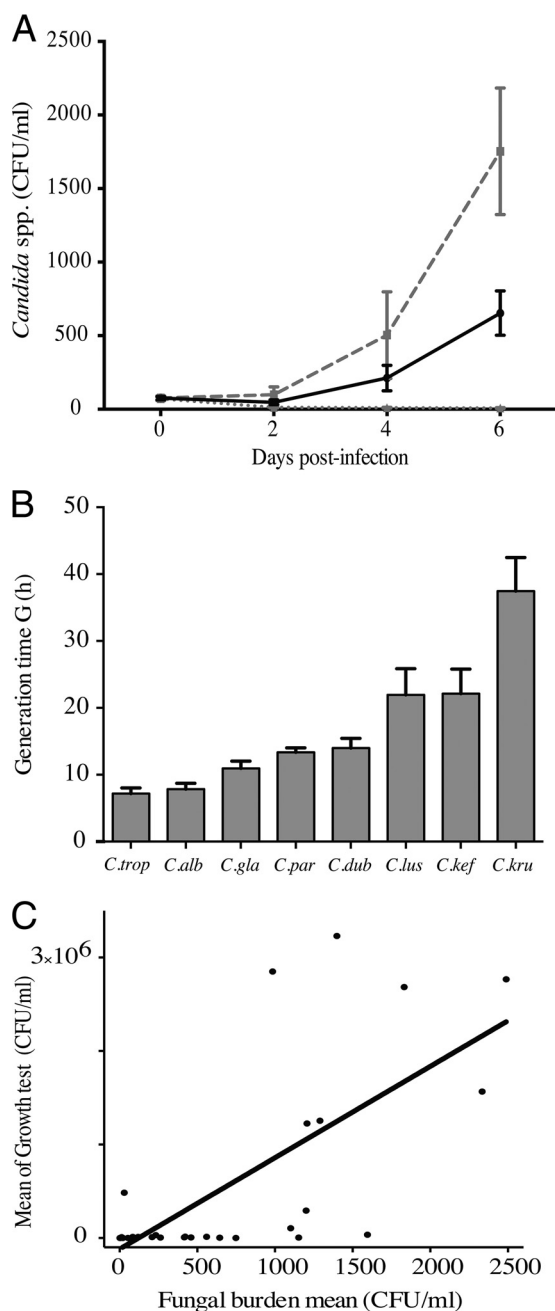 A
2500
2000
1500
1000
500
0
Candida spp. (CFU/ml)
0 2 4 6
Days post-infection
B
50
40
30
20
10
0
Generation time G (h)
C.trop C.alb C.gla C.par C.dub C.lus C.kef C.kru
C
3×10⁶
0
Mean of Growth test (CFU/ml)
0 500 1000 1500 2000 2500
Fungal burden mean (CFU/ml)